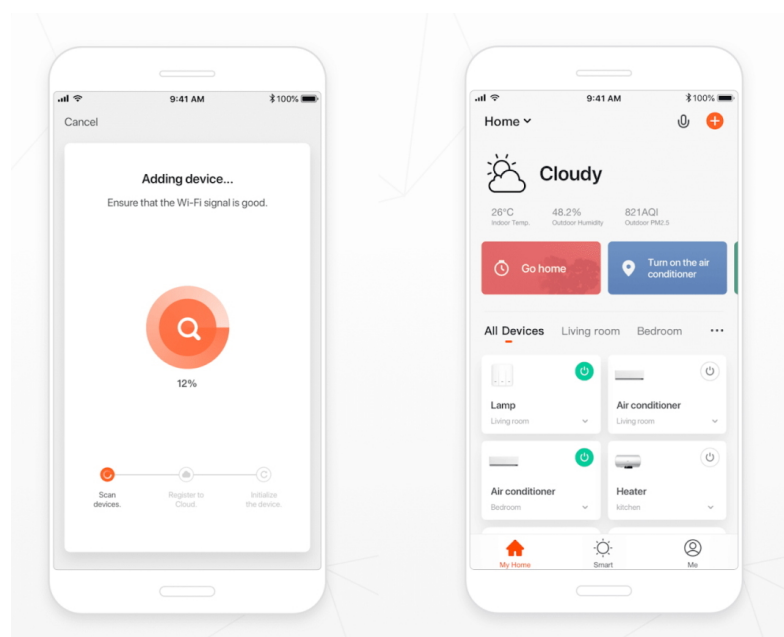 9:41 AM
100%
Cancel
Adding device...
Ensure that the Wi-Fi signal is good.
12%
Scan
devices.
Register to
Cloud.
Initialize
the device.
9:41 AM
100%
Home
Cloudy
26°C
48.2%
821AQI
Indoor Temp.
Outdoor Humidity
Outdoor PM2.5
Go home
Turn on the air
conditioner
All Devices
Living room
Bedroom
...
Lamp
Living room
Air conditioner
Living room
Air conditioner
Bedroom
Heater
kitchen
My Home
Smart
Me